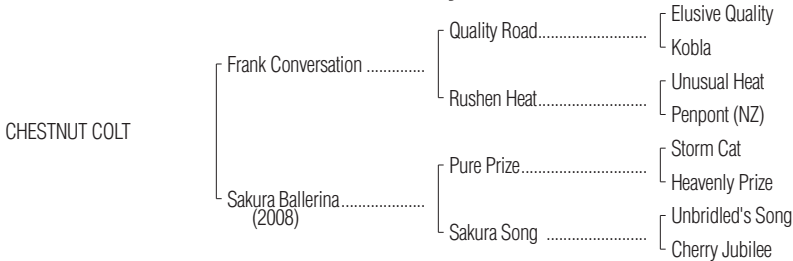 Elusive Quality
Quality Road..........................
Kobla
Frank Conversation ..............
Unusual Heat
Rushen Heat..........................
Penpont (NZ)
CHESTNUT COLT
Storm Cat
Pure Prize..............................
Heavenly Prize
Sakura Ballerina....................
(2008)
Unbridled's Song
Sakura Song ........................
Cherry Jubilee